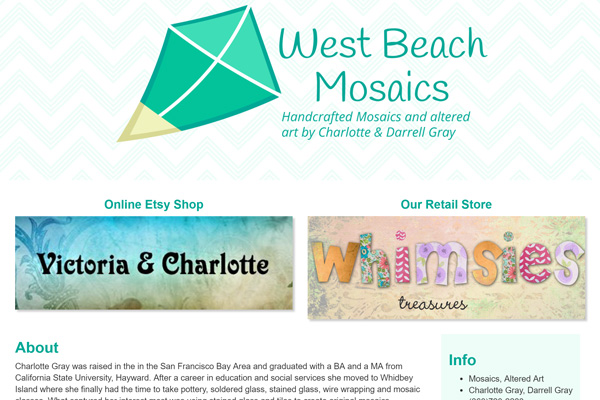 West Beach
Mosaics
Handcrafted Mosaics and altered
art by Charlotte & Darrell Gray
Online Etsy Shop
Our Retail Store
Victoria & Charlotte
whimsies
treasures
About
Charlotte Gray was raised in the in the San Francisco Bay Area and graduated with a BA and a MA from
California State University, Hayward. After a career in education and social services she moved to Whidbey
Island where she finally had the time to take pottery, soldered glass, stained glass, wire wrapping and mosaic
Info
Mosaics, Altered Art
Charlotte Gray, Darrell Gray